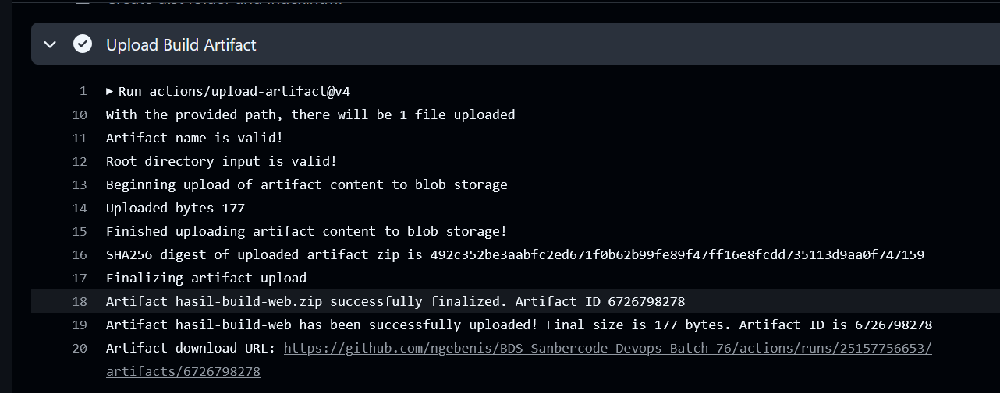 Upload Build Artifact
1 ▶ Run actions/upload-artifact@v4
10 With the provided path, there will be 1 file uploaded
11 Artifact name is valid!
12 Root directory input is valid!
13 Beginning upload of artifact content to blob storage
14 Uploaded bytes 177
15 Finished uploading artifact content to blob storage!
16 SHA256 digest of uploaded artifact zip is 492c352be3aabfc2ed671f0b62b99fe89f47ff16e8fcdd735113d9aa0f747159
17 Finalizing artifact upload
18 Artifact hasil-build-web.zip successfully finalized. Artifact ID 6726798278
19 Artifact hasil-build-web has been successfully uploaded! Final size is 177 bytes. Artifact ID is 6726798278
20 Artifact download URL: https://github.com/ngebenis/BDS-Sanbercode-Devops-Batch-76/actions/runs/25157756653/
artifacts/6726798278